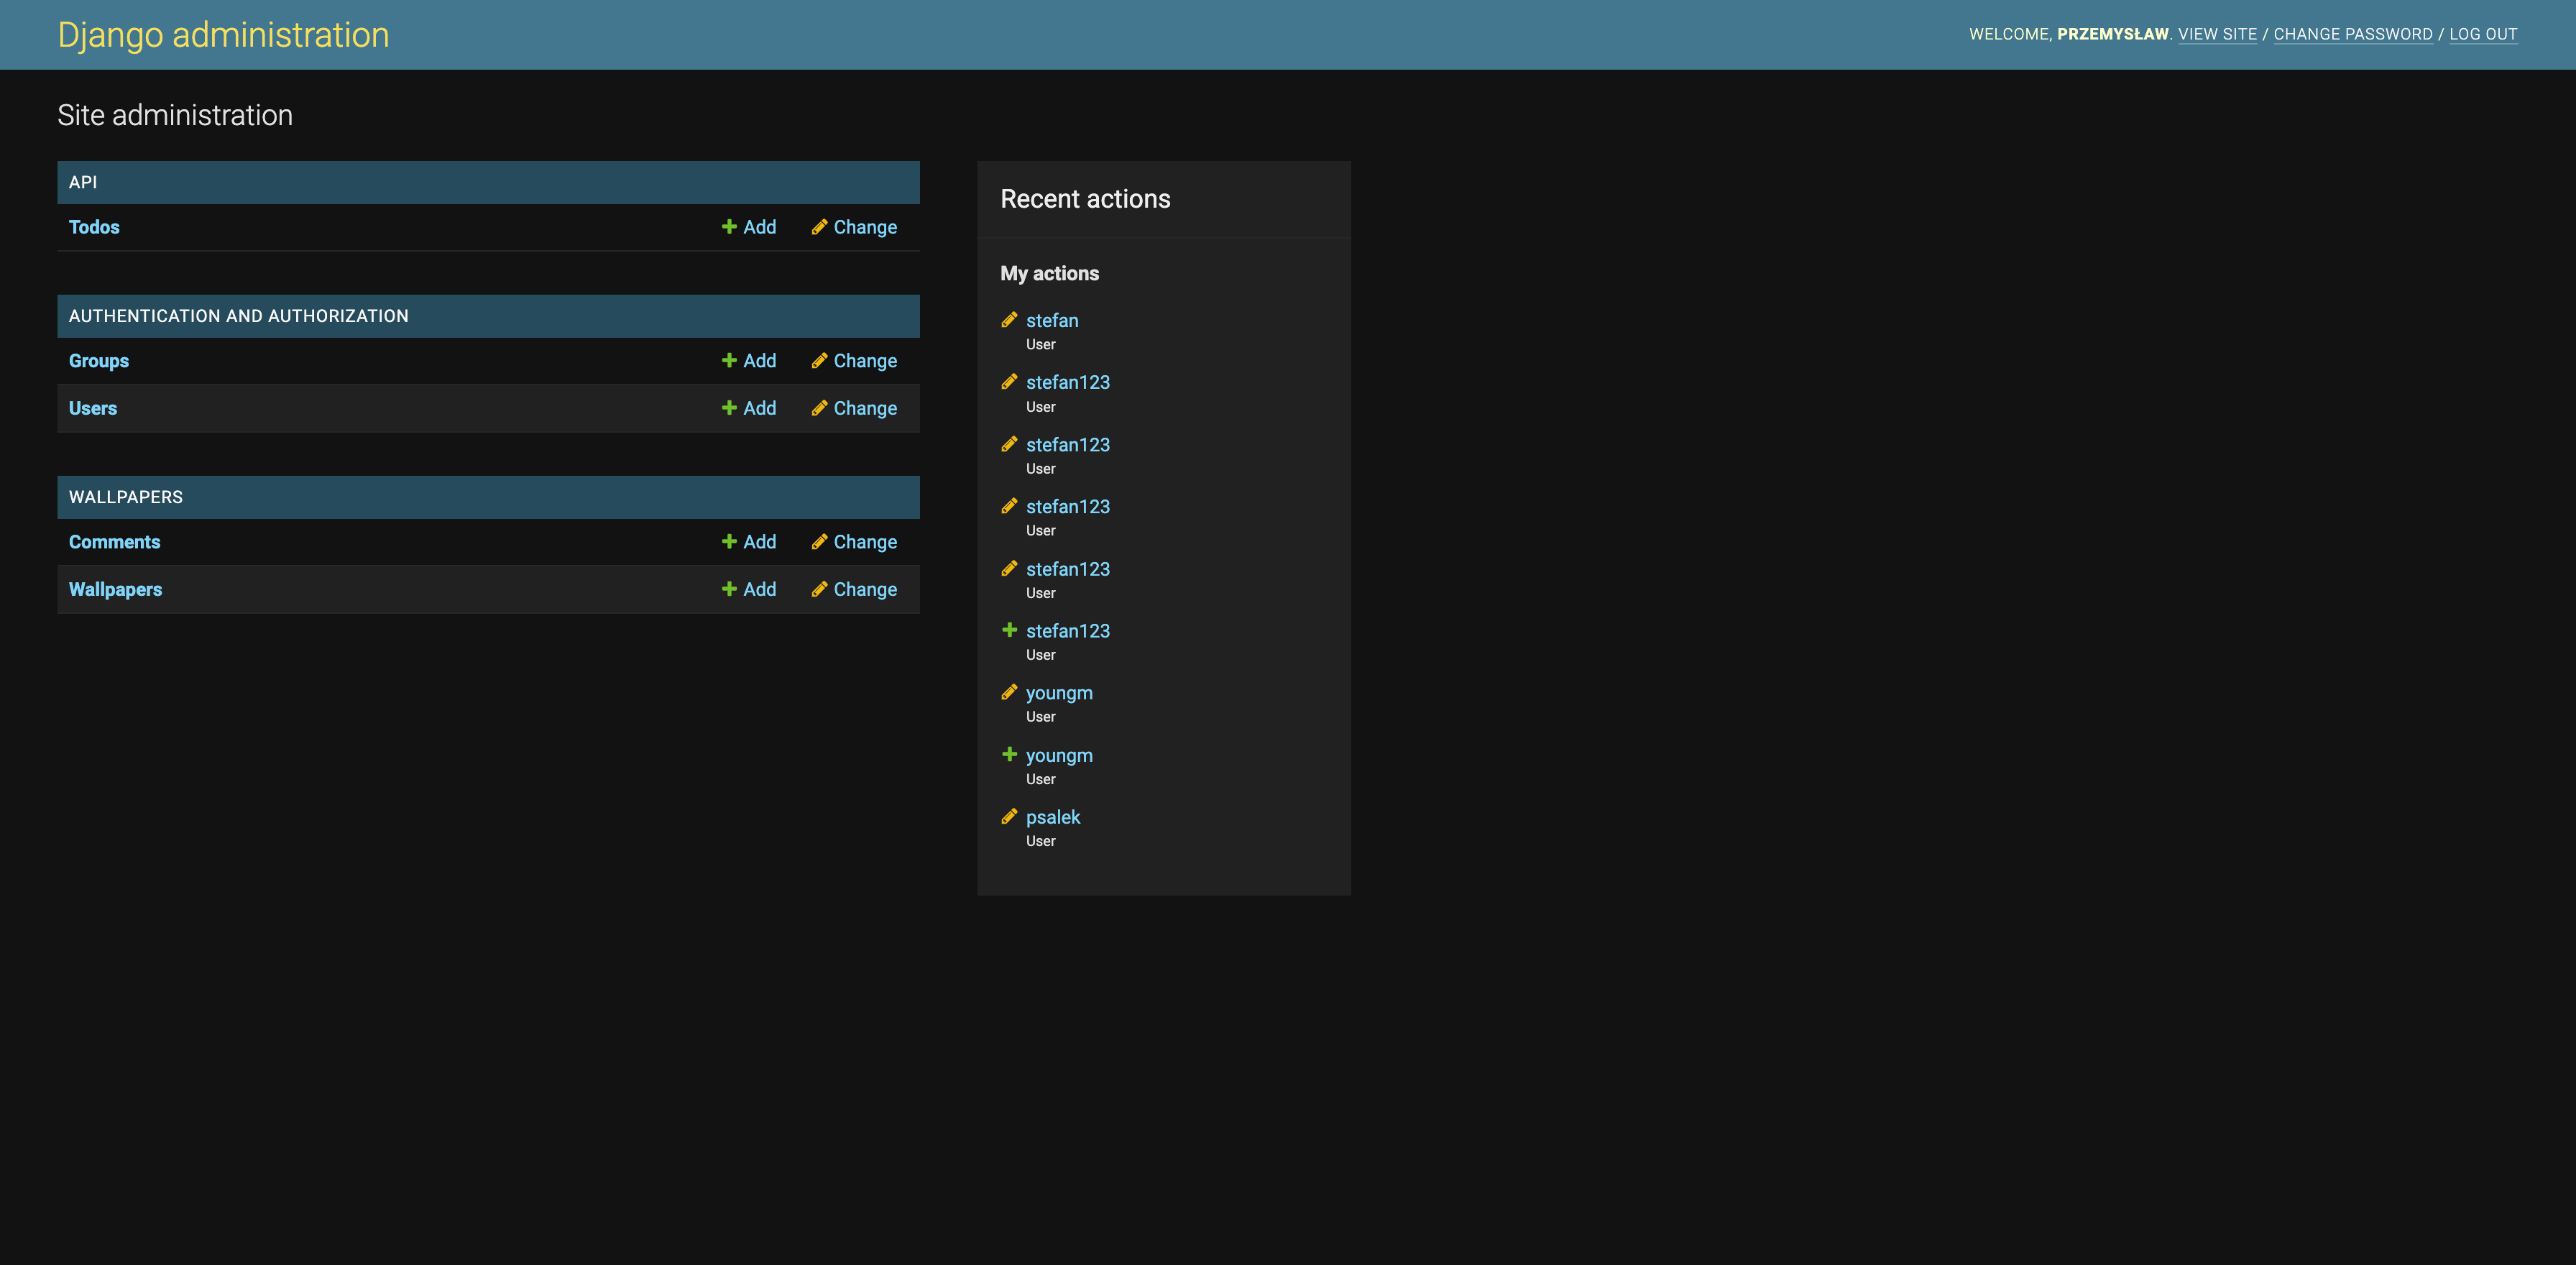 Django administration
WELCOME, PRZEMYSŁAW. VIEW SITE / CHANGE PASSWORD / LOG OUT
Site administration
API
Todos Add Change
AUTHENTICATION AND AUTHORIZATION
Groups Add Change
Users Add Change
WALLPAPERS
Comments Add Change
Wallpapers Add Change
Recent actions
My actions
stefan
User
stefan123
User
stefan123
User
stefan123
User
stefan123
User
stefan123
User
youngm
User
youngm
User
psalek
User